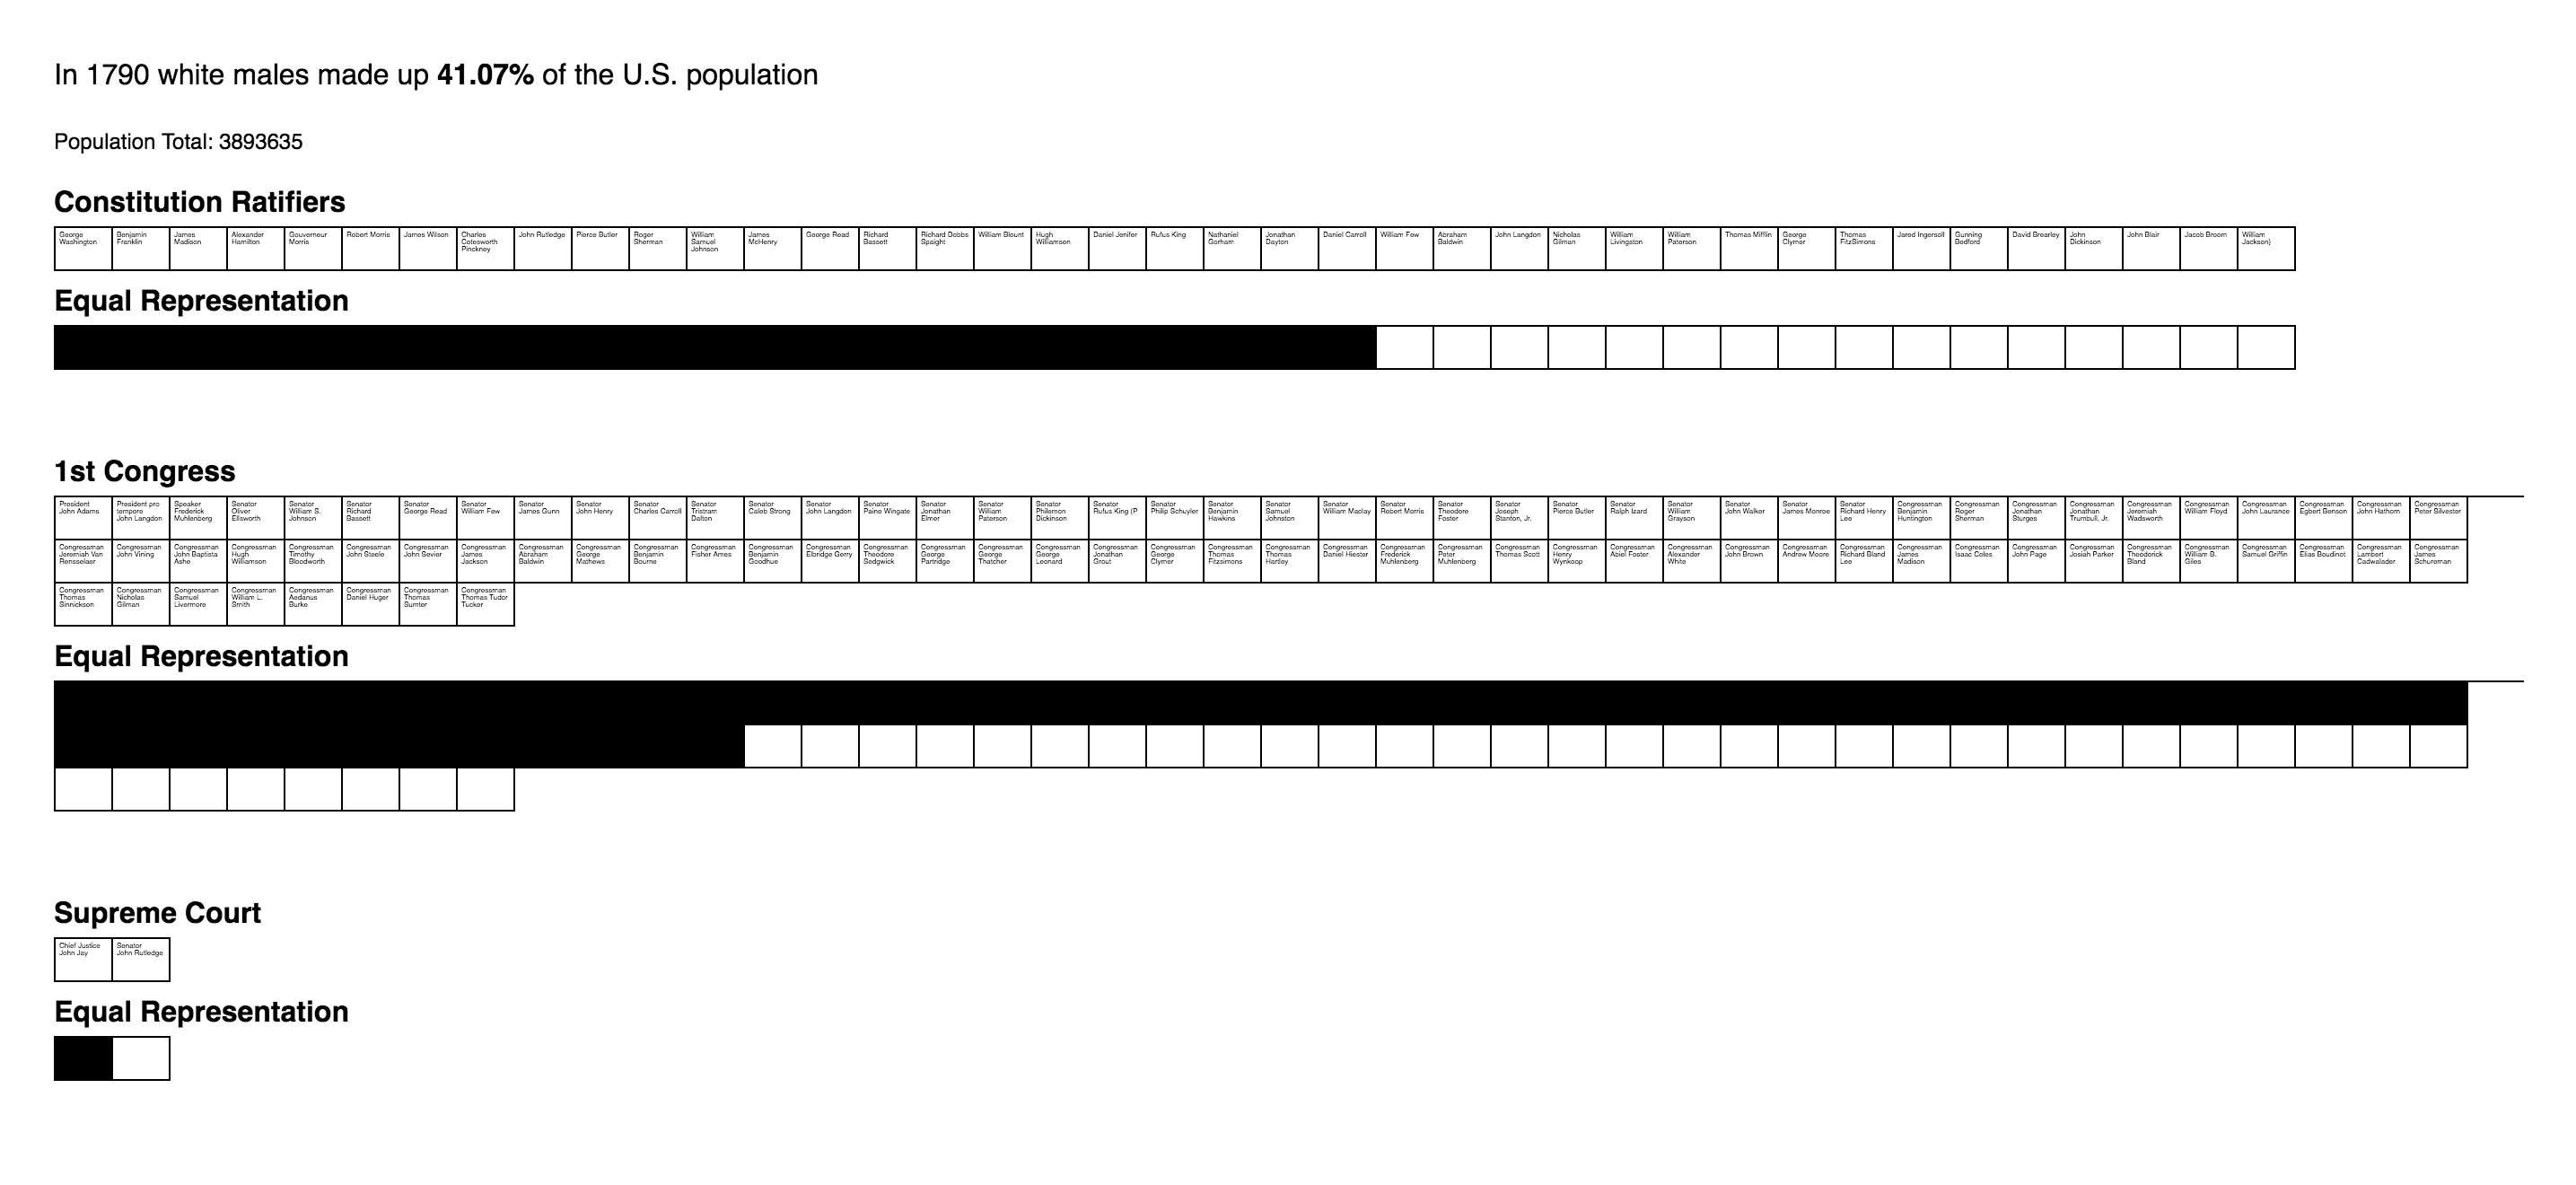 In 1790 white males made up 41.07% of the U.S. population
Population Total: 3893635
Constitution Ratifiers
George Washington
Benjamin Franklin
James Madison
Alexander Hamilton
Gouverneur Morris
Robert Morris
James Wilson
Charles Cotesworth Pinckney
John Rutledge
Pierce Butler
Roger Sherman
William Samuel Johnson
James McHenry
George Read
Richard Bassett
Richard Dobbs Spaight
William Blount
Hugh Williamson
Daniel Jenifer
Rufus King
Nathaniel Gorham
Jonathan Dayton
Daniel Carroll
William Few
Abraham Baldwin
John Langdon
Nicholas Gilman
William Livingston
William Paterson
Thomas Mifflin
George Clymer
Thomas FitzSimons
Jared Ingersoll
Gunning Bedford
David Brearley
John Dickinson
John Blair
Jacob Broom
William Jackson}
Equal Representation
1st Congress
President John Adams
President pro tempore John Langdon
Speaker Frederick Muhlenberg
Senator Oliver Ellsworth
Senator William S. Johnson
Senator Richard Bassett
Senator George Read
Senator William Few
Senator James Gunn
Senator John Henry
Senator Charles Carroll
Senator Tristram Dalton
Senator Caleb Strong
Senator John Langdon
Senator Paine Wingate
Senator Jonathan Elmer
Senator William Paterson
Senator Philemon Dickinson
Senator Rufus King (P
Senator Philip Schuyler
Senator Benjamin Hawkins
Senator Samuel Johnston
Senator William Maclay
Senator Robert Morris
Senator Theodore Foster
Senator Joseph Stanton, Jr.
Senator Pierce Butler
Senator Ralph Izard
Senator William Grayson
Senator John Walker
Senator James Monroe
Senator Richard Henry Lee
Congressman Benjamin Huntington
Congressman Roger Sherman
Congressman Jonathan Sturges
Congressman Jonathan Trumbull, Jr.
Congressman Jeremiah Wadsworth
Congressman William Floyd
Congressman John Laurance
Congressman Egbert Benson
Congressman John Hathorn
Congressman Peter Silvester
Congressman Jeremiah Van Rensselaer
Congressman John Vining
Congressman John Baptista Ashe
Congressman Hugh Williamson
Congressman Timothy Bloodworth
Congressman John Steele
Congressman John Sevier
Congressman James Jackson
Congressman Abraham Baldwin
Congressman George Mathews
Congressman Benjamin Bourne
Congressman Fisher Ames
Congressman Benjamin Goodhue
Congressman Elbridge Gerry
Congressman Theodore Sedgwick
Congressman George Partridge
Congressman George Thatcher
Congressman George Leonard
Congressman Jonathan Grout
Congressman George Clymer
Congressman Thomas Fitzsimons
Congressman Thomas Hartley
Congressman Daniel Hiester
Congressman Frederick Muhlenberg
Congressman Peter Muhlenberg
Congressman Thomas Scott
Congressman Henry Wynkoop
Congressman Abiel Foster
Congressman Alexander White
Congressman John Brown
Congressman Andrew Moore
Congressman Richard Bland Lee
Congressman James Madison
Congressman Isaac Coles
Congressman John Page
Congressman Josiah Parker
Congressman Theodorick Bland
Congressman William B. Giles
Congressman Samuel Griffin
Congressman Elias Boudinot
Congressman Lambert Cadwalader
Congressman James Schureman
Congressman Thomas Sinnickson
Congressman Nicholas Gilman
Congressman Samuel Livermore
Congressman William L. Smith
Congressman Aedanus Burke
Congressman Daniel Huger
Congressman Thomas Sumter
Congressman Thomas Tudor Tucker
Equal Representation
Supreme Court
Chief Justice John Jay
Senator John Rutledge
Equal Representation